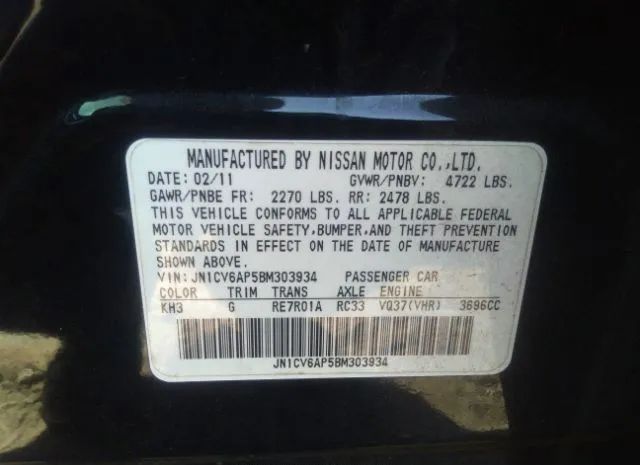 MANUFACTURED BY NISSAN MOTOR CO.,LTD.
DATE: 02/11 GVWR/PNBV: 4722 LBS.
GAWR/PNBE FR: 2270 LBS. RR: 2478 LBS.
THIS VEHICLE CONFORMS TO ALL APPLICABLE FEDERAL
MOTOR VEHICLE SAFETY,BUMPER,AND THEFT PREVENTION
STANDARDS IN EFFECT ON THE DATE OF MANUFACTURE
SHOWN ABOVE.
VIN: JN1CV6AP5BM303934 PASSENGER CAR
COLOR TRIM TRANS AXLE ENGINE
KH3 G RE7R01A RC33 VQ37(VHR) 3696CC
JN1CV6AP5BM303934